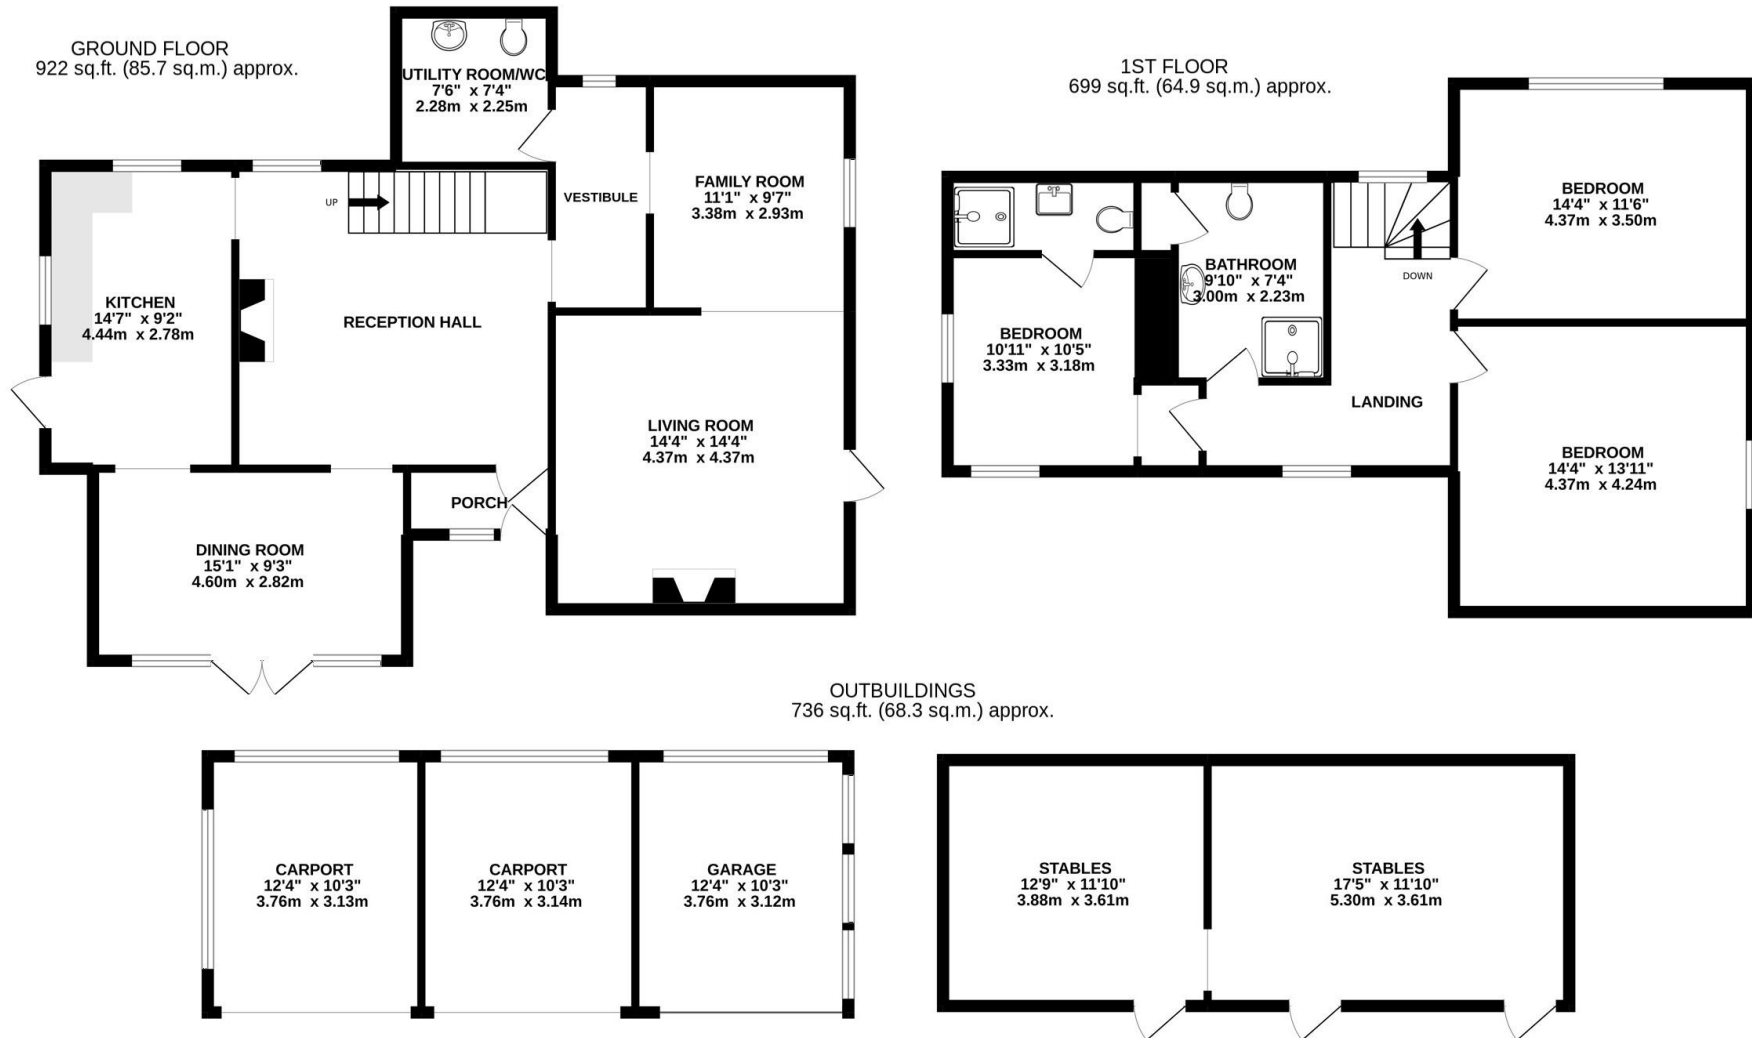 GROUND FLOOR
922 sq.ft. (85.7 sq.m.) approx.
UTILITY ROOM/WC
7'6" x 7'4"
2.28m x 2.25m
VESTIBULE
FAMILY ROOM
11'1" x 9'7"
3.38m x 2.93m
UP
KITCHEN
14'7" x 9'2"
4.44m x 2.78m
RECEPTION HALL
LIVING ROOM
14'4" x 14'4"
4.37m x 4.37m
PORCH
DINING ROOM
15'1" x 9'3"
4.60m x 2.82m
1ST FLOOR
699 sq.ft. (64.9 sq.m.) approx.
BEDROOM
14'4" x 11'6"
4.37m x 3.50m
BATHROOM
9'10" x 7'4"
3.00m x 2.23m
DOWN
BEDROOM
10'11" x 10'5"
3.33m x 3.18m
LANDING
BEDROOM
14'4" x 13'11"
4.37m x 4.24m
OUTBUILDINGS
736 sq.ft. (68.3 sq.m.) approx.
CARPORT
12'4" x 10'3"
3.76m x 3.13m
CARPORT
12'4" x 10'3"
3.76m x 3.14m
GARAGE
12'4" x 10'3"
3.76m x 3.12m
STABLES
12'9" x 11'10"
3.88m x 3.61m
STABLES
17'5" x 11'10"
5.30m x 3.61m